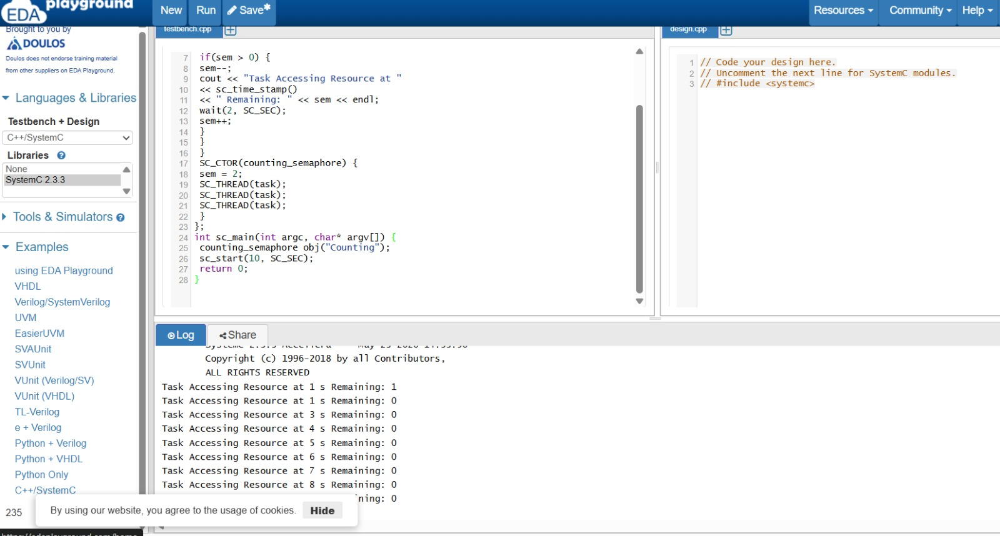 playground
EDA
New
Run
Save*
Resources
Community
Help
Brought to you by
DOULOS
Doulos does not endorse training material
from other suppliers on EDA Playground.
Languages & Libraries
Testbench + Design
C++/SystemC
Libraries
None
SystemC 2.3.3
Tools & Simulators
Examples
using EDA Playground
VHDL
Verilog/SystemVerilog
UVM
EasierUVM
SVAUnit
SVUnit
VUnit (Verilog/SV)
VUnit (VHDL)
TL-Verilog
e + Verilog
Python + Verilog
Python + VHDL
Python Only
C++/SystemC
235
testbench.cpp
7 if(sem > 0) {
8 sem--;
9 cout << "Task Accessing Resource at "
10 << sc_time_stamp()
11 << " Remaining: " << sem << endl;
12 wait(2, SC_SEC);
13 sem++;
14 }
15 }
16 }
17 SC_CTOR(counting_semaphore) {
18 sem = 2;
19 SC_THREAD(task);
20 SC_THREAD(task);
21 SC_THREAD(task);
22 }
23 };
24 int sc_main(int argc, char* argv[]) {
25 counting_semaphore obj("Counting");
26 sc_start(10, SC_SEC);
27 return 0;
28 }
design.cpp
1 // Code your design here.
2 // Uncomment the next line for SystemC modules.
3 // #include <systemc>
Log
Share
Copyright (c) 1996-2018 by all Contributors,
ALL RIGHTS RESERVED
Task Accessing Resource at 1 s Remaining: 1
Task Accessing Resource at 1 s Remaining: 0
Task Accessing Resource at 3 s Remaining: 0
Task Accessing Resource at 4 s Remaining: 0
Task Accessing Resource at 5 s Remaining: 0
Task Accessing Resource at 6 s Remaining: 0
Task Accessing Resource at 7 s Remaining: 0
Task Accessing Resource at 8 s Remaining: 0
ning: 0
By using our website, you agree to the usage of cookies.
Hide